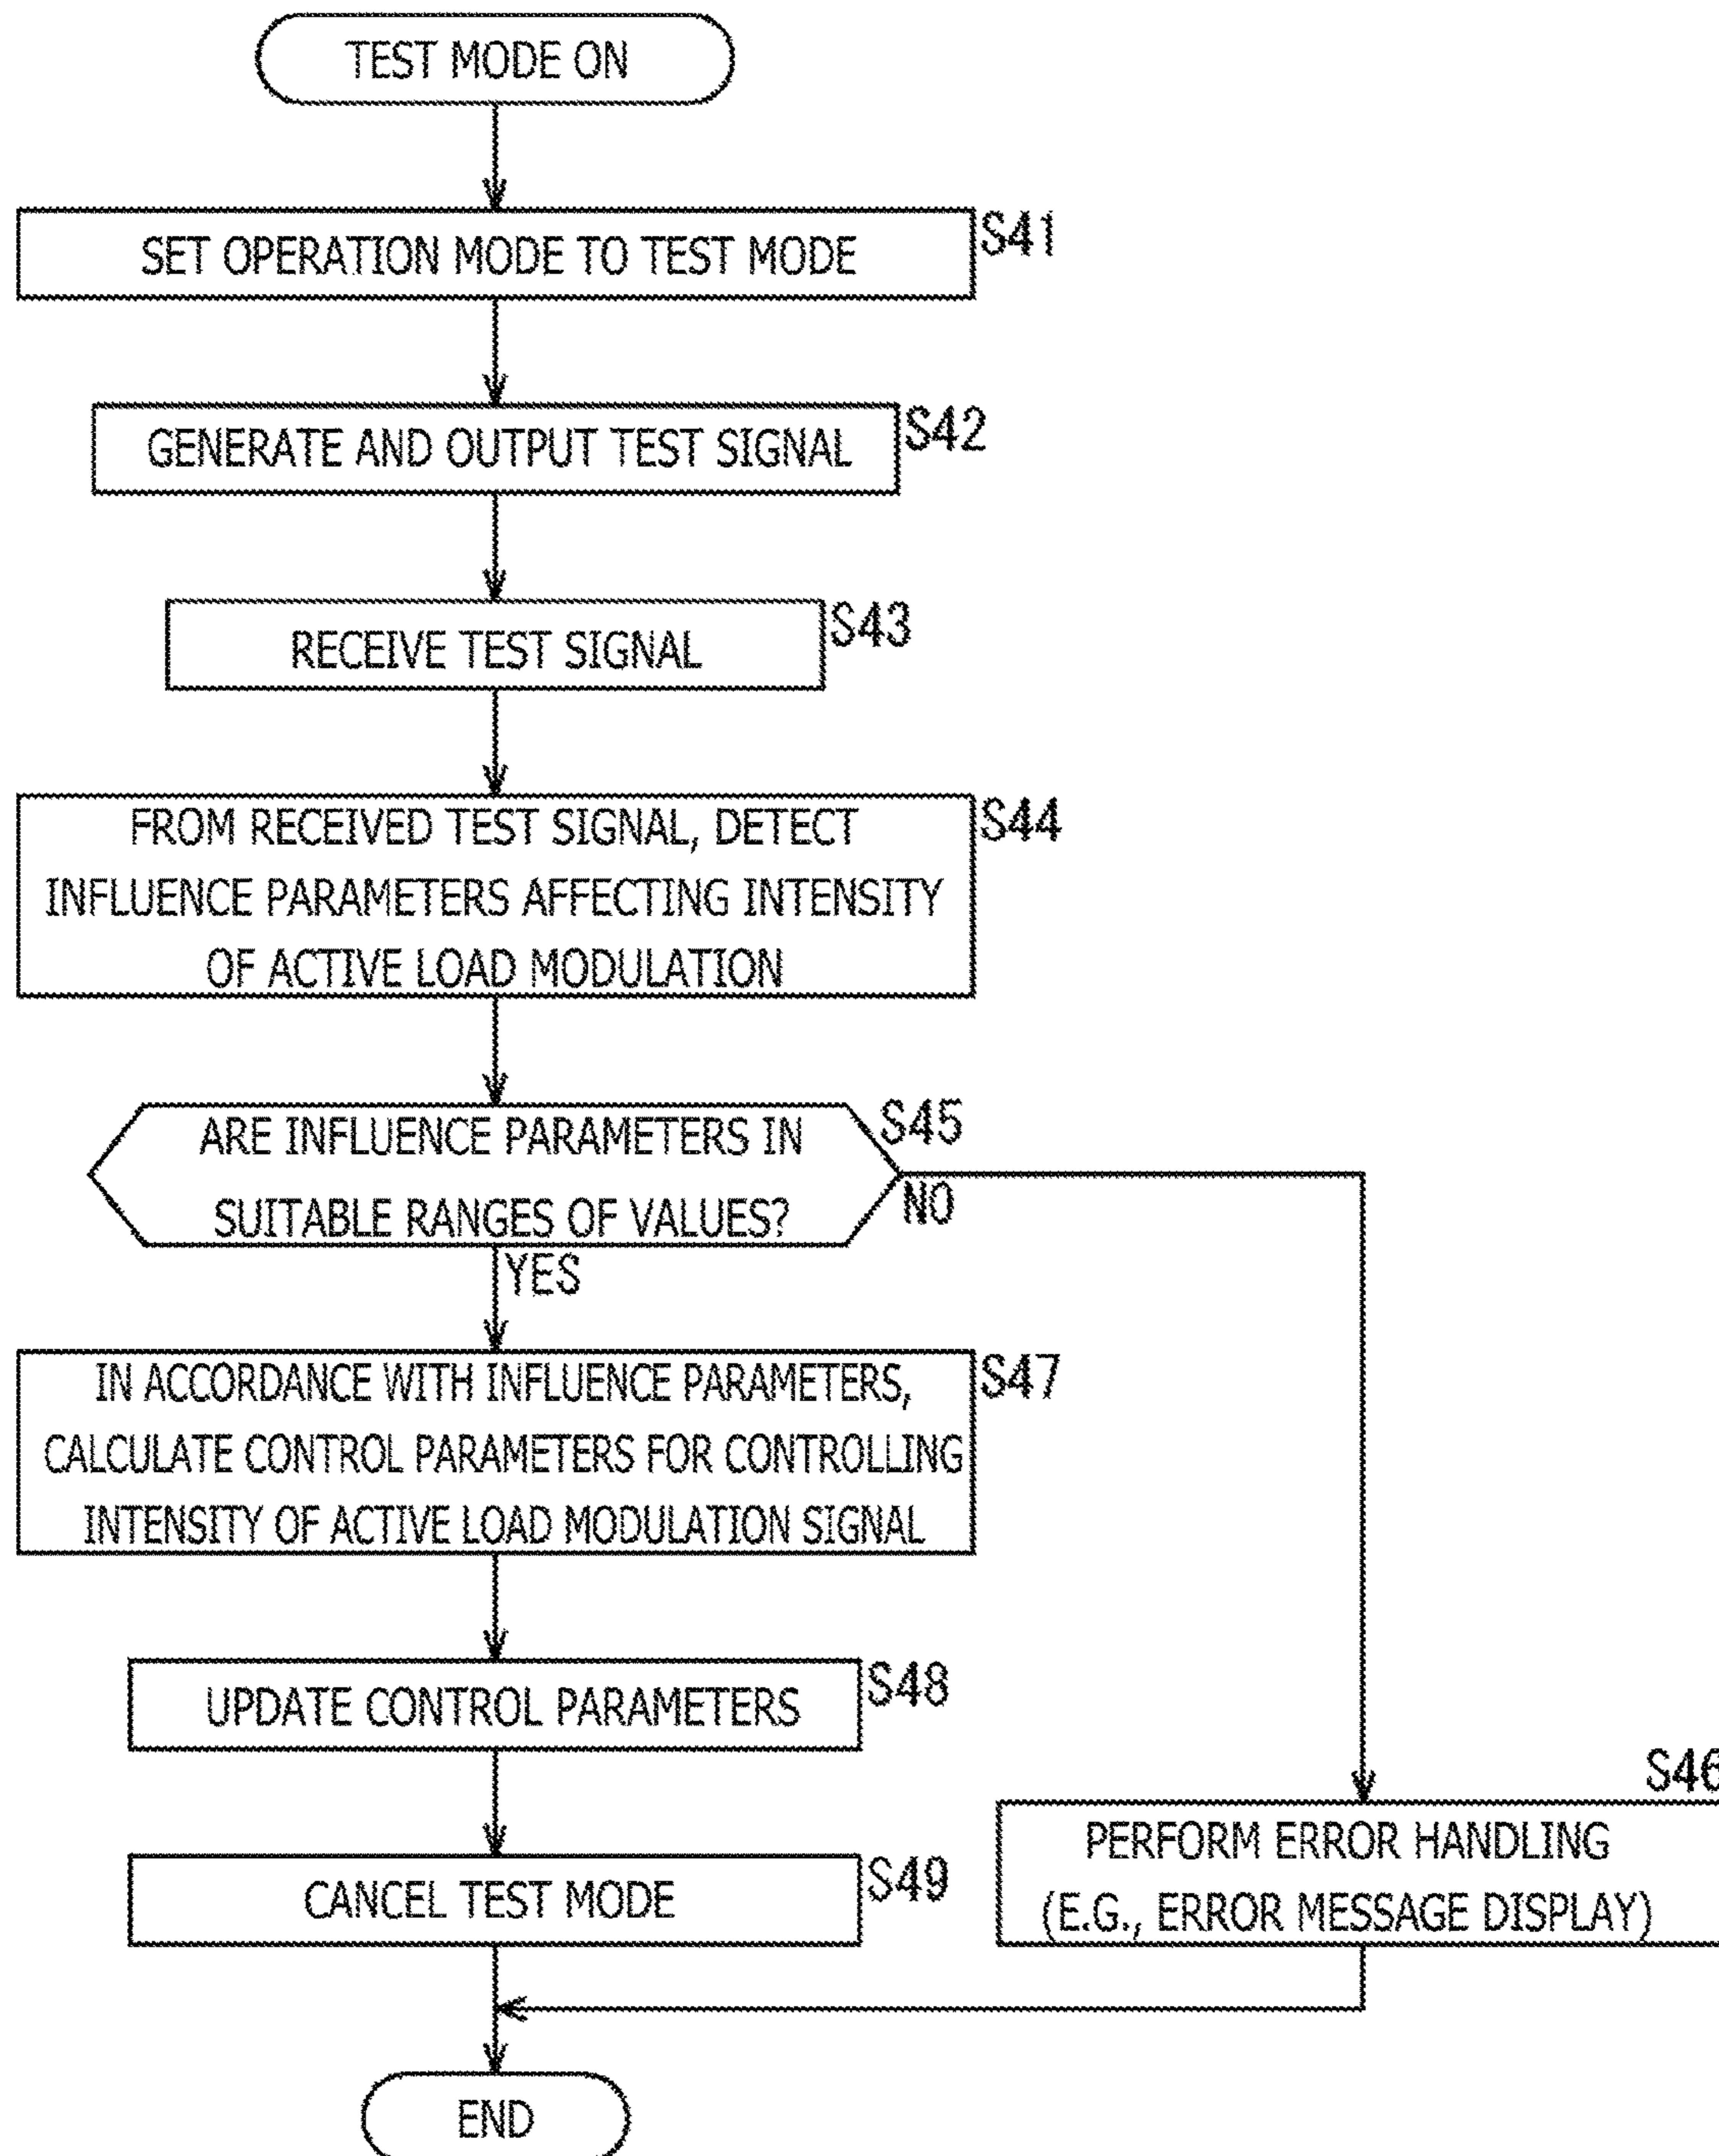 TEST MODE ON
SET OPERATION MODE TO TEST MODE
S41
GENERATE AND OUTPUT TEST SIGNAL
S42
RECEIVE TEST SIGNAL
S43
FROM RECEIVED TEST SIGNAL, DETECT
INFLUENCE PARAMETERS AFFECTING INTENSITY
OF ACTIVE LOAD MODULATION
S44
ARE INFLUENCE PARAMETERS IN
SUITABLE RANGES OF VALUES?
S45
NO
YES
IN ACCORDANCE WITH INFLUENCE PARAMETERS,
CALCULATE CONTROL PARAMETERS FOR CONTROLLING
INTENSITY OF ACTIVE LOAD MODULATION SIGNAL
S47
UPDATE CONTROL PARAMETERS
S48
S46
PERFORM ERROR HANDLING
(E.G., ERROR MESSAGE DISPLAY)
CANCEL TEST MODE
S49
END